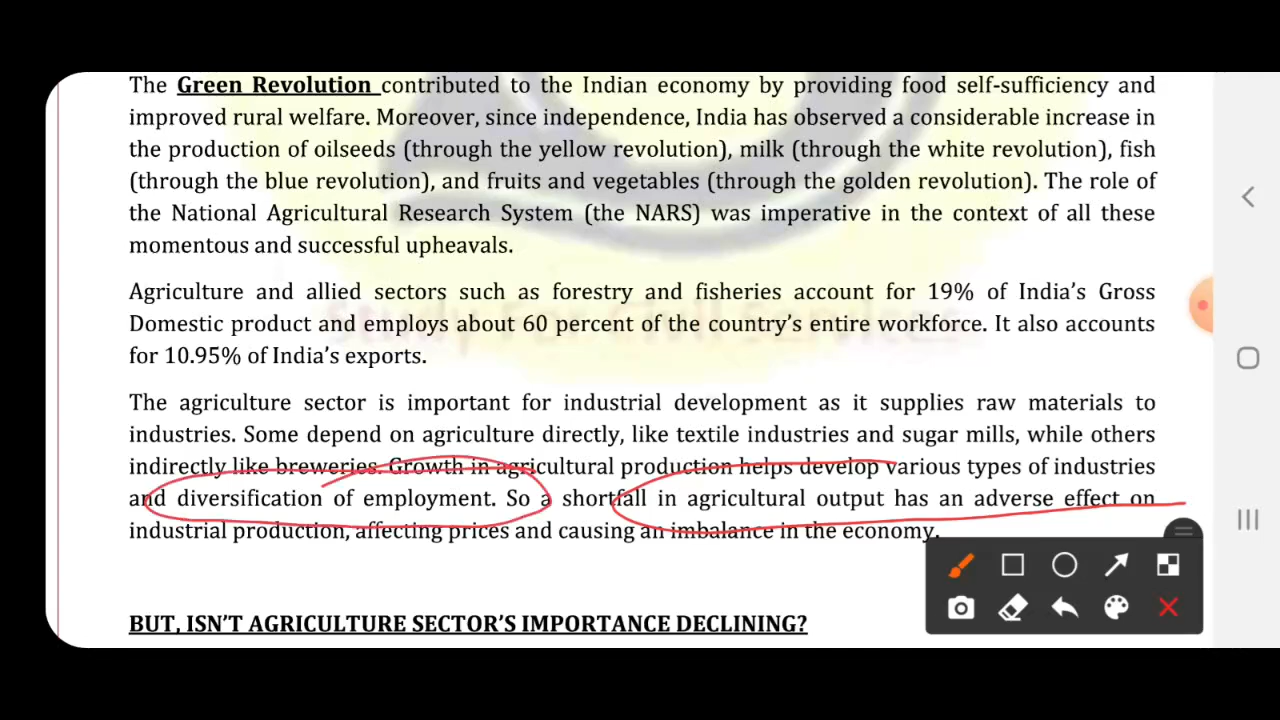 The Green Revolution contributed to the Indian economy by providing food self-sufficiency and
improved rural welfare. Moreover, since independence, India has observed a considerable increase in
the production of oilseeds (through the yellow revolution), milk (through the white revolution), fish
(through the blue revolution), and fruits and vegetables (through the golden revolution). The role of
the National Agricultural Research System (the NARS) was imperative in the context of all these
momentous and successful upheavals.
Agriculture and allied sectors such as forestry and fisheries account for 19% of India's Gross
Domestic product and employs about 60 percent of the country's entire workforce. It also accounts
for 10.95% of India's exports.
The agriculture sector is important for industrial development as it supplies raw materials to
industries. Some depend on agriculture directly, like textile industries and sugar mills, while others
indirectly like breweries. Growth in agricultural production helps develop various types of industries
and diversification of employment. So a shortfall in agricultural output has an adverse effect on
industrial production, affecting prices and causing an imbalance in the economy.
BUT, ISN'T AGRICULTURE SECTOR'S IMPORTANCE DECLINING?